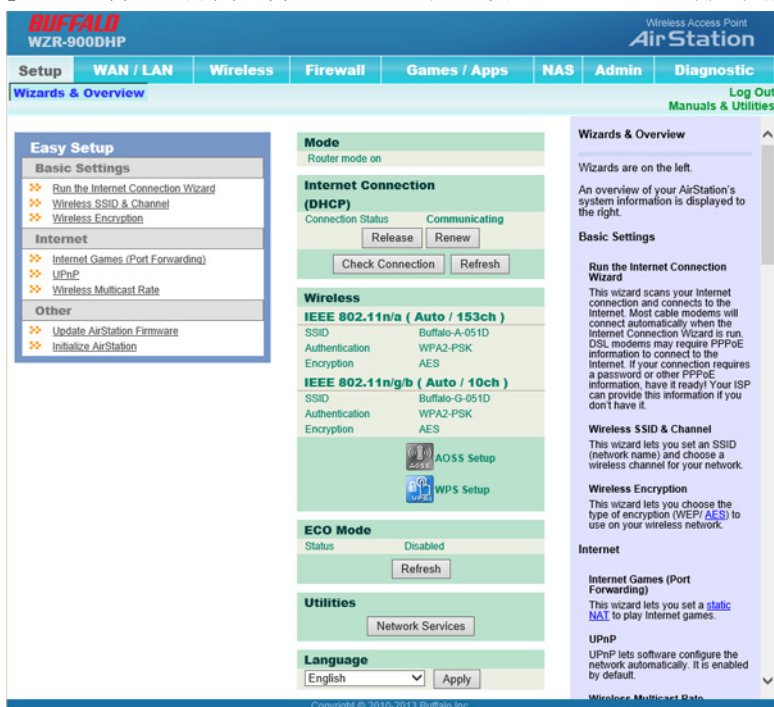 BUFFALO
WZR-900DHP
Wireless Access Point
AirStation
Setup WAN / LAN Wireless Firewall Games / Apps NAS Admin Diagnostic
Wizards & Overview
Log Out
Manuals & Utilities
Easy Setup
Basic Settings
Run the Internet Connection Wizard
Wireless SSID & Channel
Wireless Encryption
Internet
Internet Games (Port Forwarding)
UPnP
Wireless Multicast Rate
Other
Update AirStation Firmware
Initialize AirStation
Mode
Router mode on
Internet Connection
(DHCP)
Connection Status Communicating
Release Renew
Check Connection Refresh
Wireless
IEEE 802.11n/a ( Auto / 153ch )
SSID Buffalo-A-051D
Authentication WPA2-PSK
Encryption AES
IEEE 802.11n/g/b ( Auto / 10ch )
SSID Buffalo-G-051D
Authentication WPA2-PSK
Encryption AES
AOSS AOSS Setup
WPS WPS Setup
ECO Mode
Status Disabled
Refresh
Utilities
Network Services
Language
English Apply
Wizards & Overview
Wizards are on the left.
An overview of your AirStation's
system information is displayed to
the right.
Basic Settings
Run the Internet Connection
Wizard
This wizard scans your Internet
connection and connects to the
Internet. Most
cable modems will
connect automatically when the
Internet Connection Wizard is run.
DSL modems may require PPPoE
information to connect to the
Internet. If your connection requires
a password or other PPPoE
information, have it ready! Your ISP
can provide this information if you
don't have it.
Wireless SSID & Channel
This wizard lets you set an SSID
(network name) and choose a
wireless channel for your network.
Wireless Encryption
This wizard lets you choose the
type of encryption (WEP/ AES) to
use on your wireless network.
Internet
Internet Games (Port
Forwarding)
This wizard lets you set a static
NAT to play Internet games.
UPnP
UPnP lets software configure the
network automatically. It is enabled
by default.
Wireless Multicast Rate
Copyright © 2010-2013 Buffalo Inc.